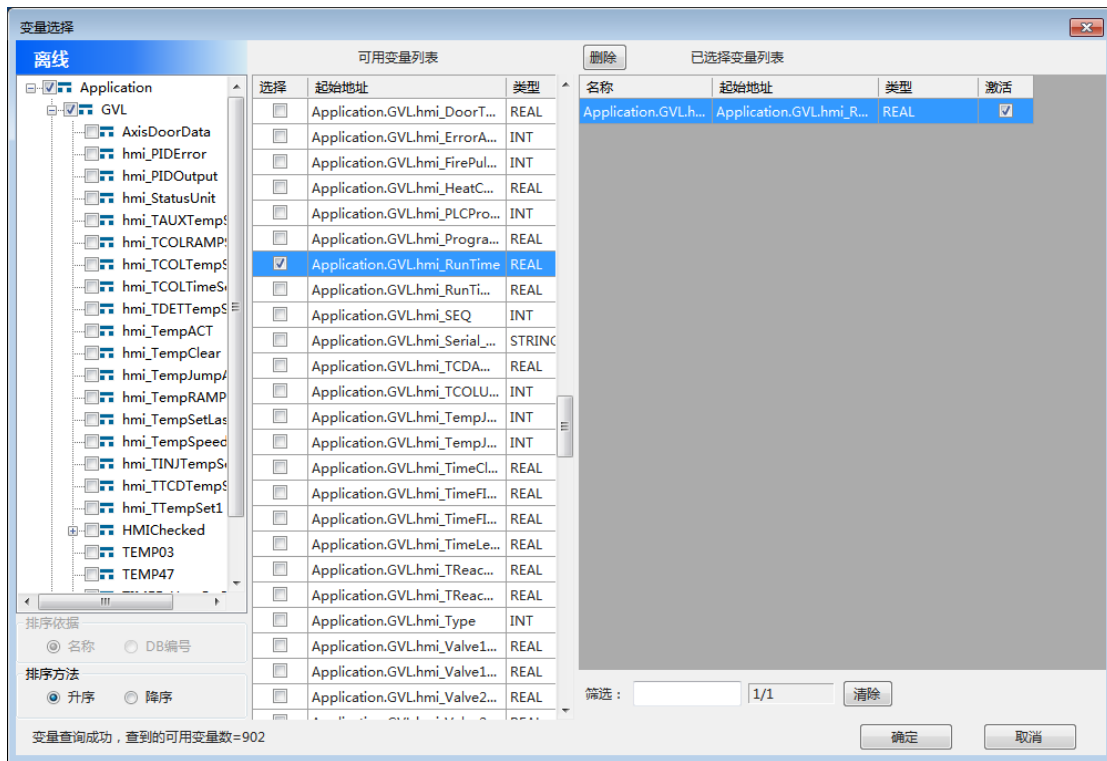 变量选择
离线
可用变量列表
删除
已选择变量列表
Application
GVL
AxisDoorData
hmi_PIDError
hmi_PIDOutput
hmi_StatusUnit
hmi_TAUXTempS
hmi_TCOLRAMPS
hmi_TCOLTempS
hmi_TCOLTimeSe
hmi_TDETTempS
hmi_TempACT
hmi_TempClear
hmi_TempJumpA
hmi_TempRAMP
hmi_TempSetLas
hmi_TempSpeed
hmi_TINJTempSe
hmi_TTCDTempS
hmi_TTempSet1
HMIChecked
TEMP03
TEMP47
排序依据
名称 DB编号
排序方法
升序 降序
选择 起始地址 类型
Application.GVL.hmi_DoorT... REAL
Application.GVL.hmi_ErrorA... INT
Application.GVL.hmi_FirePul... INT
Application.GVL.hmi_HeatC... REAL
Application.GVL.hmi_PLCPro... INT
Application.GVL.hmi_Progra... REAL
Application.GVL.hmi_RunTime REAL
Application.GVL.hmi_RunTi... REAL
Application.GVL.hmi_SEQ INT
Application.GVL.hmi_Serial_... STRING
Application.GVL.hmi_TCDA... REAL
Application.GVL.hmi_TCOLU... INT
Application.GVL.hmi_TempJ... INT
Application.GVL.hmi_TempJ... INT
Application.GVL.hmi_TimeCl... REAL
Application.GVL.hmi_TimeFI... REAL
Application.GVL.hmi_TimeFI... REAL
Application.GVL.hmi_TimeLe... REAL
Application.GVL.hmi_TReac... REAL
Application.GVL.hmi_TReac... REAL
Application.GVL.hmi_Type INT
Application.GVL.hmi_Valve1... REAL
Application.GVL.hmi_Valve1... REAL
Application.GVL.hmi_Valve2... REAL
名称 起始地址 类型 激活
Application.GVL.h... Application.GVL.hmi_R... REAL
筛选： 1/1 清除
变量查询成功，查到的可用变量数=902
确定 取消